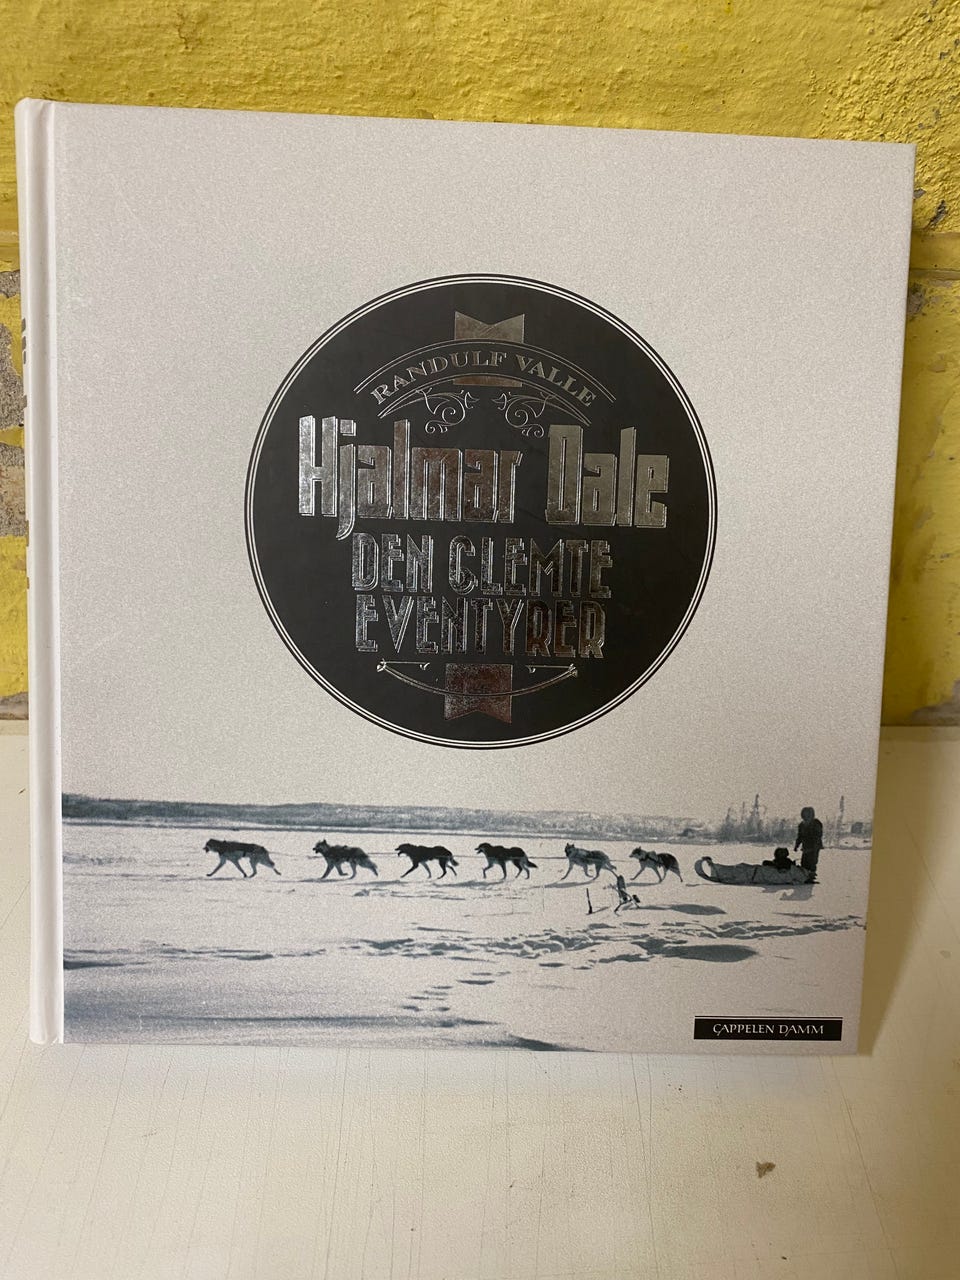 RANDULF VALLE
Hjalmar Dale
DEN GLEMTE
EVENTYRER
CAPPELEN DAMM